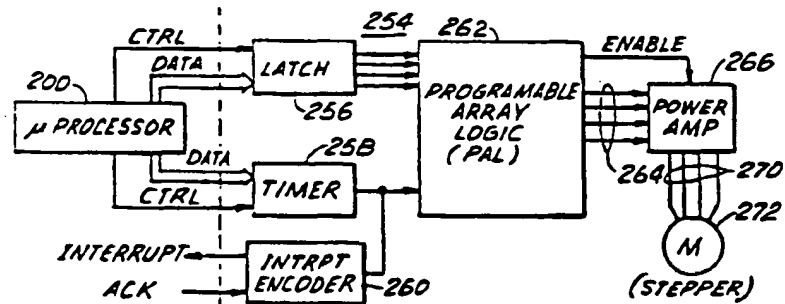 254
262
CTRL
ENABLE
DATA
LATCH
266
200
256
PROGRAMABLE
ARRAY
LOGIC
(PAL)
POWER
AMP
μ PROCESSOR
258
DATA
TIMER
264
270
CTRL
272
INTERRUPT
INTRPT
ENCODER
260
M
ACK
(STEPPER)